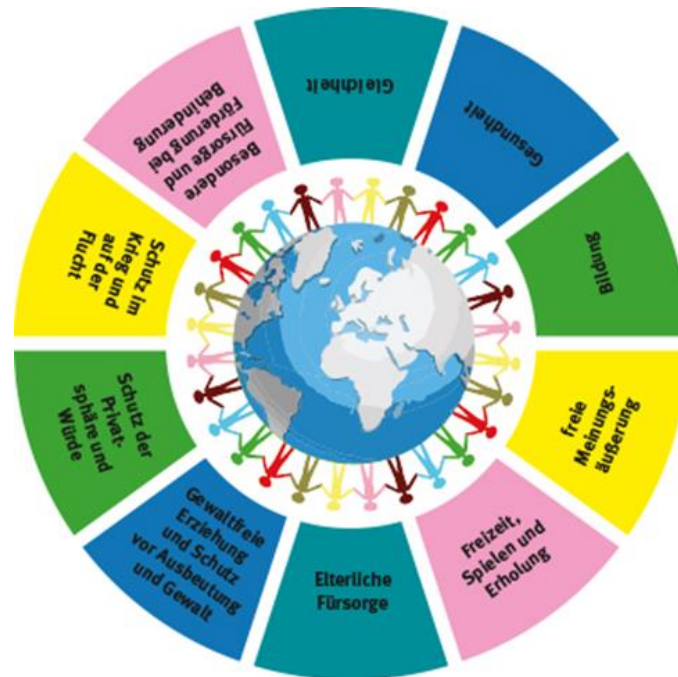 Gleichheit
Gesundheit
Bildung
freie
Meinungs-
äußerung
Freizeit,
Spielen und
Erholung
Elterliche
Fürsorge
Gewaltfreie
Erziehung
und Schutz
vor Ausbeutung
und Gewalt
Schutz der
Privat-
sphäre und
Würde
Schutz im
Krieg und
auf der
Flucht
Besondere
Fürsorge und
Förderung bei
Behinderung